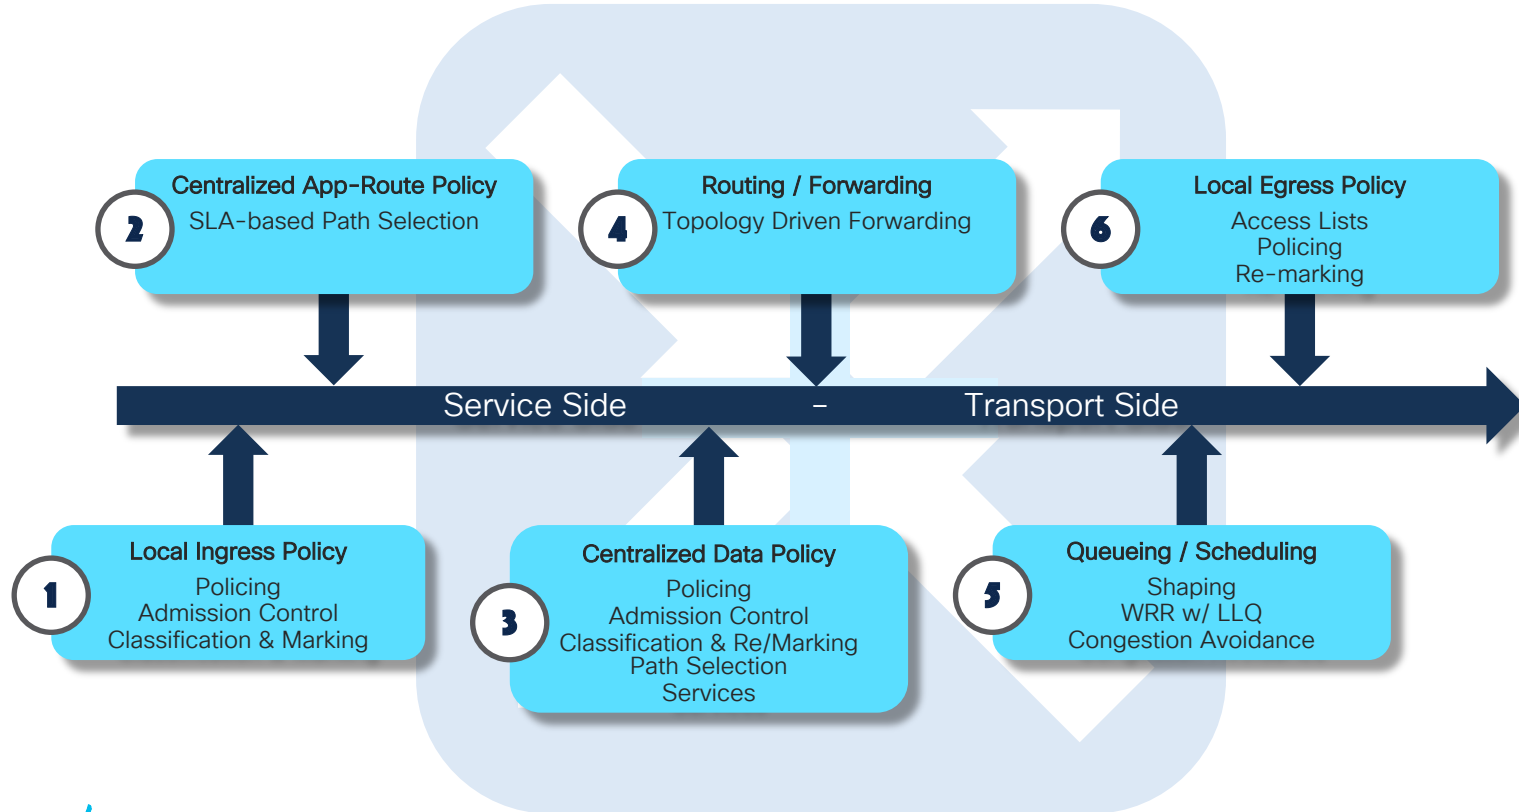 2
Centralized App-Route Policy
SLA-based Path Selection
4
Routing / Forwarding
Topology Driven Forwarding
6
Local Egress Policy
Access Lists
Policing
Re-marking
Service Side – Transport Side
1
Local Ingress Policy
Policing
Admission Control
Classification & Marking
3
Centralized Data Policy
Policing
Admission Control
Classification & Re/Marking
Path Selection
Services
5
Queueing / Scheduling
Shaping
WRR w/ LLQ
Congestion Avoidance